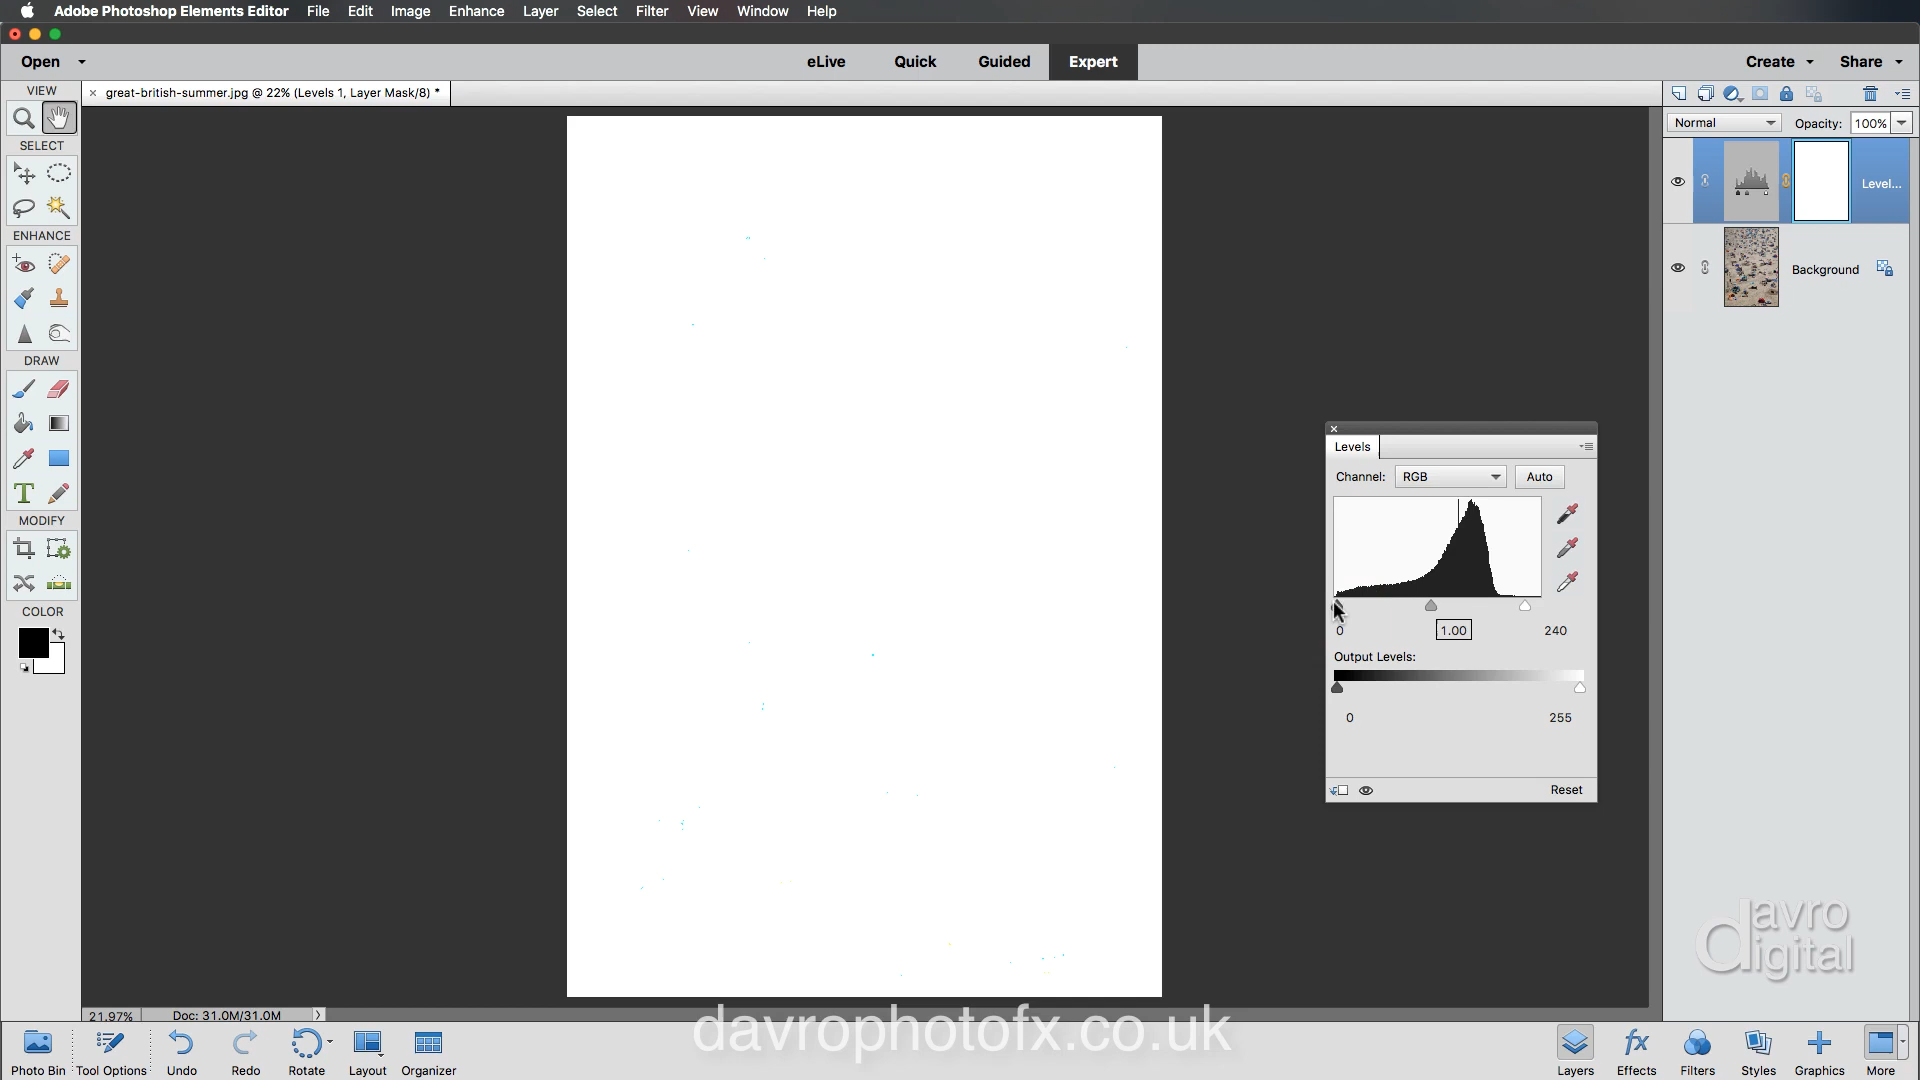 Adobe Photoshop Elements Editor File Edit Image Enhance Layer Select Filter View Window Help
Open eLive Quick Guided Expert Create Share
VIEW
great-british-summer.jpg @ 22% (Levels 1, Layer Mask/8) *
Normal Opacity: 100%
SELECT
Level...
ENHANCE
Background
DRAW
Levels
Channel: RGB Auto
T
MODIFY
COLOR
0 1.00 240
Output Levels:
0 255
Reset
davro
digital
21.97% Doc: 31.0M/31.0M
davrophotofx.co.uk
Photo Bin Tool Options Undo Redo Rotate Layout Organizer
fx
Layers Effects Filters Styles Graphics More